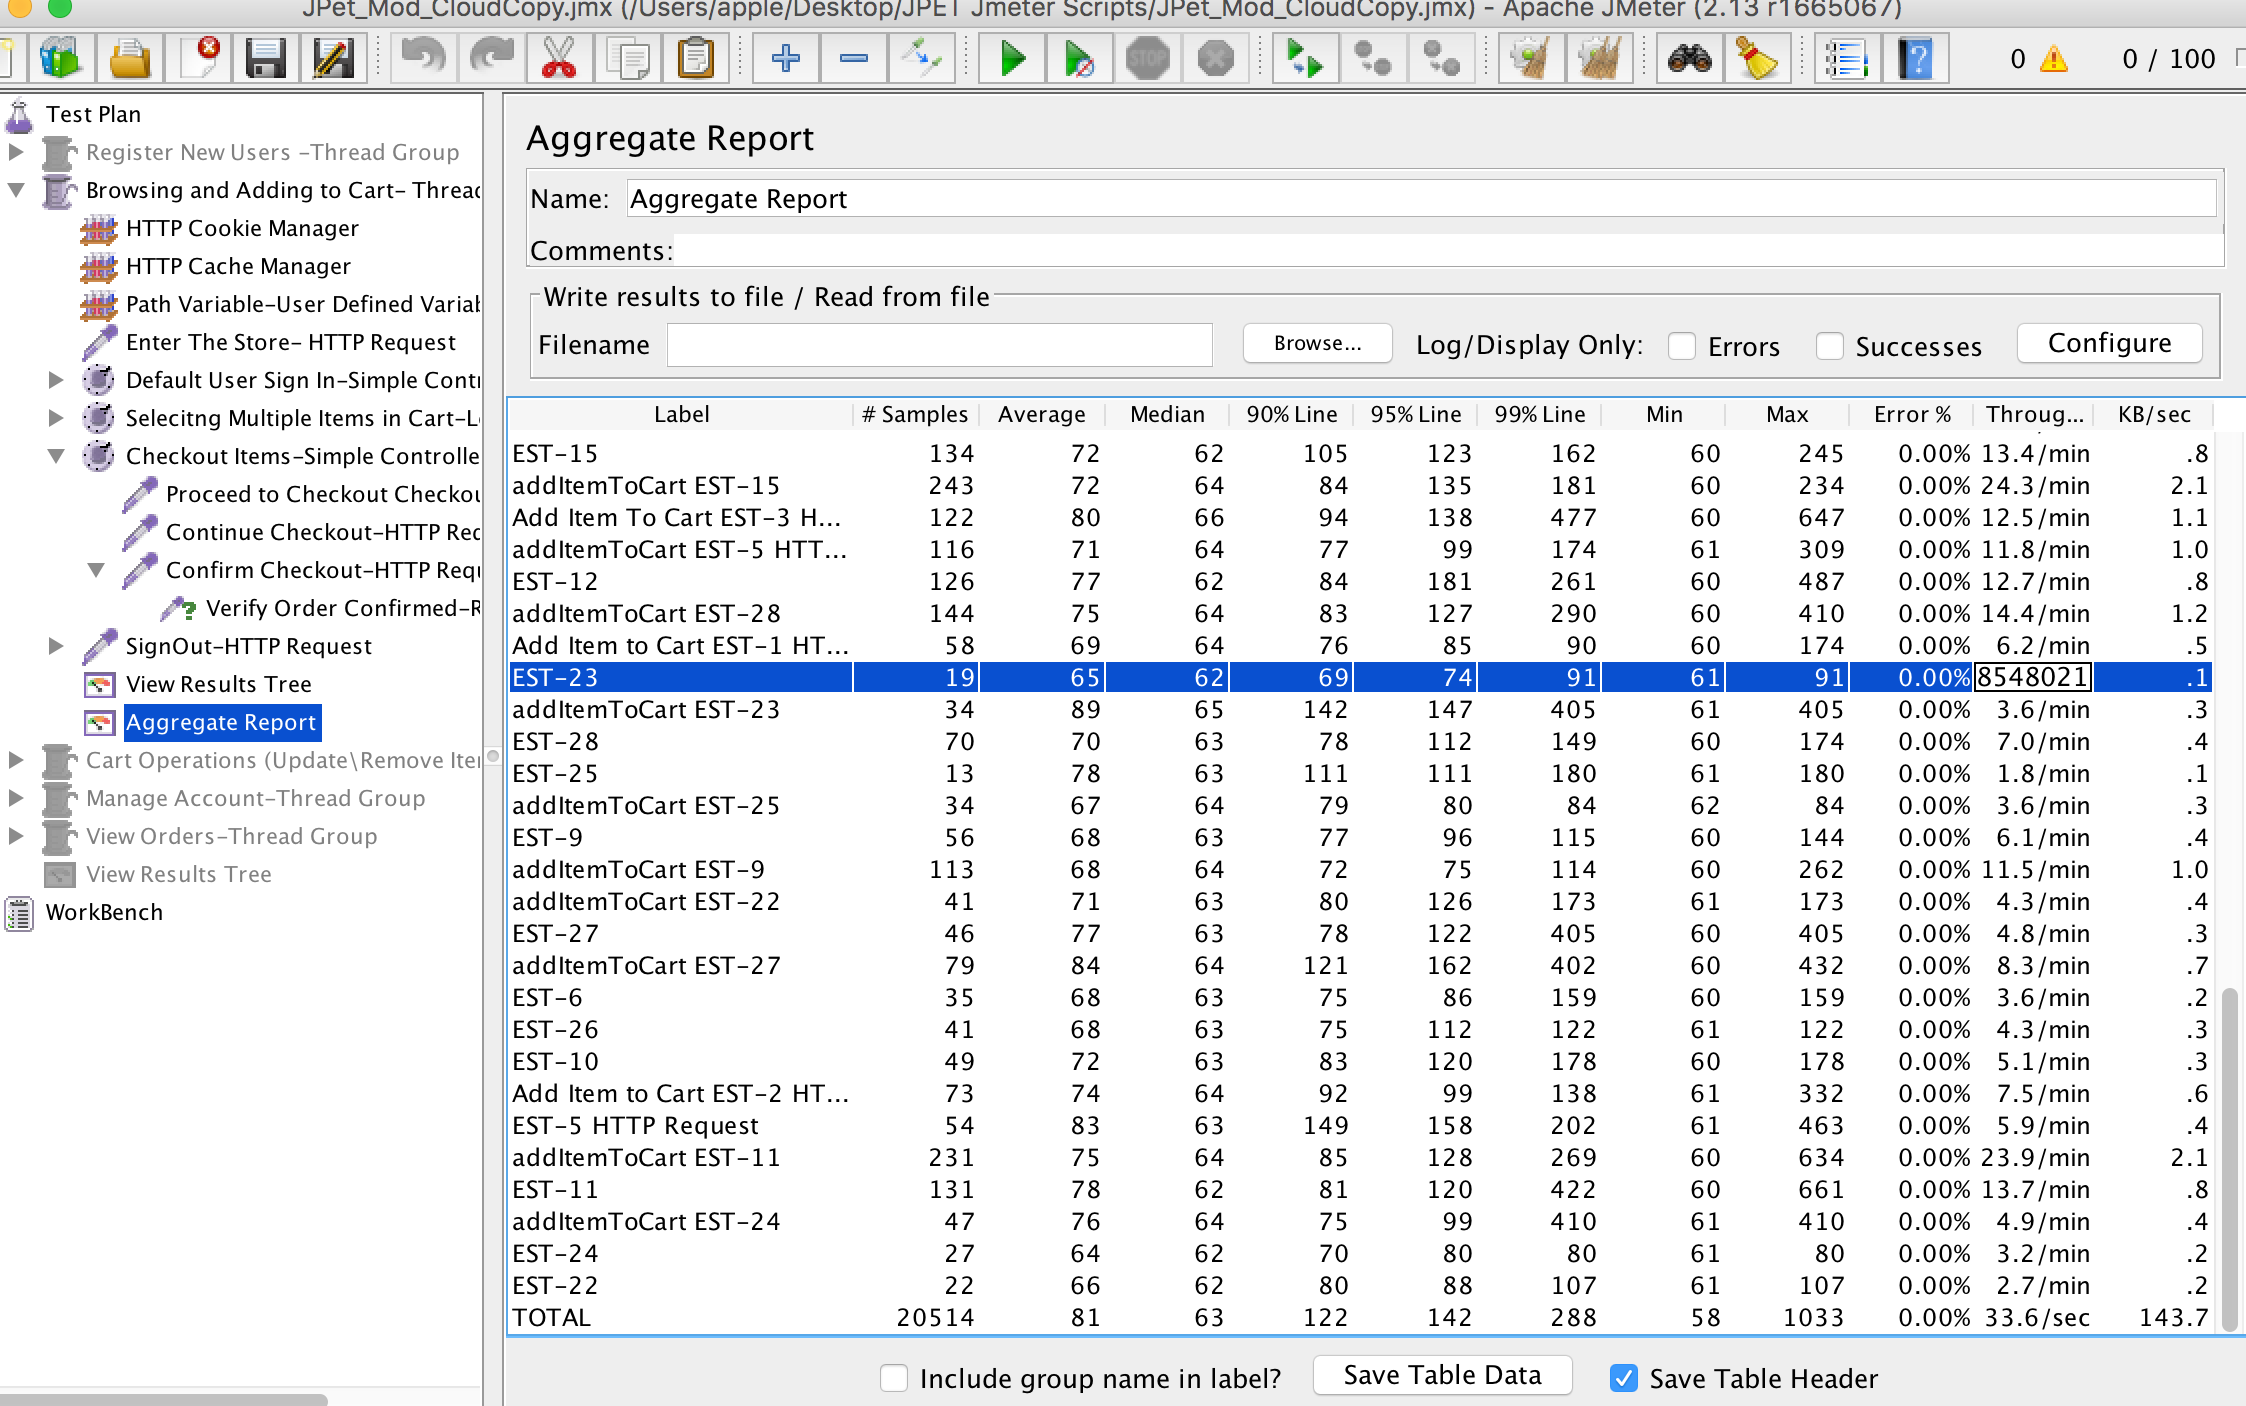 JPet_Mod_CloudCopy.jmx (/Users/apple/Desktop/JPET Jmeter Scripts/JPet_Mod_CloudCopy.jmx) - Apache JMeter (2.13 r1665067)
STOP
0
0 / 100
Test Plan
Register New Users -Thread Group
Browsing and Adding to Cart- Thread
HTTP Cookie Manager
HTTP Cache Manager
Path Variable-User Defined Variab
Enter The Store- HTTP Request
Default User Sign In-Simple Contr
Selecitng Multiple Items in Cart-L
Checkout Items-Simple Controlle
Proceed to Checkout Checkou
Continue Checkout-HTTP Req
Confirm Checkout-HTTP Requ
Verify Order Confirmed-R
SignOut-HTTP Request
View Results Tree
Aggregate Report
Cart Operations (Update\Remove Iter
Manage Account-Thread Group
View Orders-Thread Group
View Results Tree
WorkBench
Aggregate Report
Name: Aggregate Report
Comments:
Write results to file / Read from file
Filename Browse... Log/Display Only: Errors Successes Configure
Label # Samples Average Median 90% Line 95% Line 99% Line Min Max Error % Throug... KB/sec
EST-15 134 72 62 105 123 162 60 245 0.00% 13.4/min .8
addItemToCart EST-15 243 72 64 84 135 181 60 234 0.00% 24.3/min 2.1
Add Item To Cart EST-3 H... 122 80 66 94 138 477 60 647 0.00% 12.5/min 1.1
addItemToCart EST-5 HTT... 116 71 64 77 99 174 61 309 0.00% 11.8/min 1.0
EST-12 126 77 62 84 181 261 60 487 0.00% 12.7/min .8
addItemToCart EST-28 144 75 64 83 127 290 60 410 0.00% 14.4/min 1.2
Add Item to Cart EST-1 HT... 58 69 64 76 85 90 60 174 0.00% 6.2/min .5
EST-23 19 65 62 69 74 91 61 91 0.00% 8548021 .1
addItemToCart EST-23 34 89 65 142 147 405 61 405 0.00% 3.6/min .3
EST-28 70 70 63 78 112 149 60 174 0.00% 7.0/min .4
EST-25 13 78 63 111 111 180 61 180 0.00% 1.8/min .1
addItemToCart EST-25 34 67 64 79 80 84 62 84 0.00% 3.6/min .3
EST-9 56 68 63 77 96 115 60 144 0.00% 6.1/min .4
addItemToCart EST-9 113 68 64 72 75 114 60 262 0.00% 11.5/min 1.0
addItemToCart EST-22 41 71 63 80 126 173 61 173 0.00% 4.3/min .4
EST-27 46 77 63 78 122 405 60 405 0.00% 4.8/min .3
addItemToCart EST-27 79 84 64 121 162 402 60 432 0.00% 8.3/min .7
EST-6 35 68 63 75 86 159 60 159 0.00% 3.6/min .2
EST-26 41 68 63 75 112 122 61 122 0.00% 4.3/min .3
EST-10 49 72 63 83 120 178 60 178 0.00% 5.1/min .3
Add Item to Cart EST-2 HT... 73 74 64 92 99 138 61 332 0.00% 7.5/min .6
EST-5 HTTP Request 54 83 63 149 158 202 61 463 0.00% 5.9/min .4
addItemToCart EST-11 231 75 64 85 128 269 60 634 0.00% 23.9/min 2.1
EST-11 131 78 62 81 120 422 60 661 0.00% 13.7/min .8
addItemToCart EST-24 47 76 64 75 99 410 61 410 0.00% 4.9/min .4
EST-24 27 64 62 70 80 80 61 80 0.00% 3.2/min .2
EST-22 22 66 62 80 88 107 61 107 0.00% 2.7/min .2
TOTAL 20514 81 63 122 142 288 58 1033 0.00% 33.6/sec 143.7
Include group name in label? Save Table Data Save Table Header